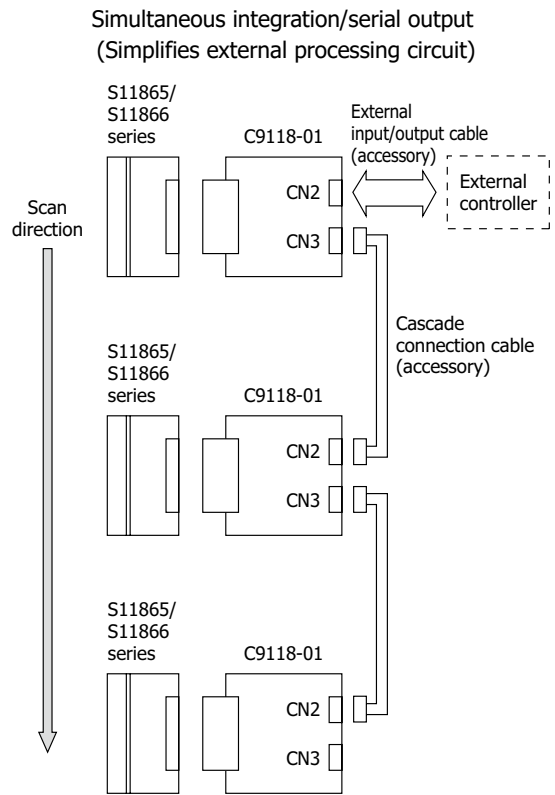 Simultaneous integration/serial output
(Simplifies external processing circuit)
S11865/
S11866
series
C9118-01
External
input/output cable
(accessory)
CN2
External
controller
Scan
direction
CN3
Cascade
connection cable
(accessory)
S11865/
S11866
series
C9118-01
CN2
CN3
S11865/
S11866
series
C9118-01
CN2
CN3